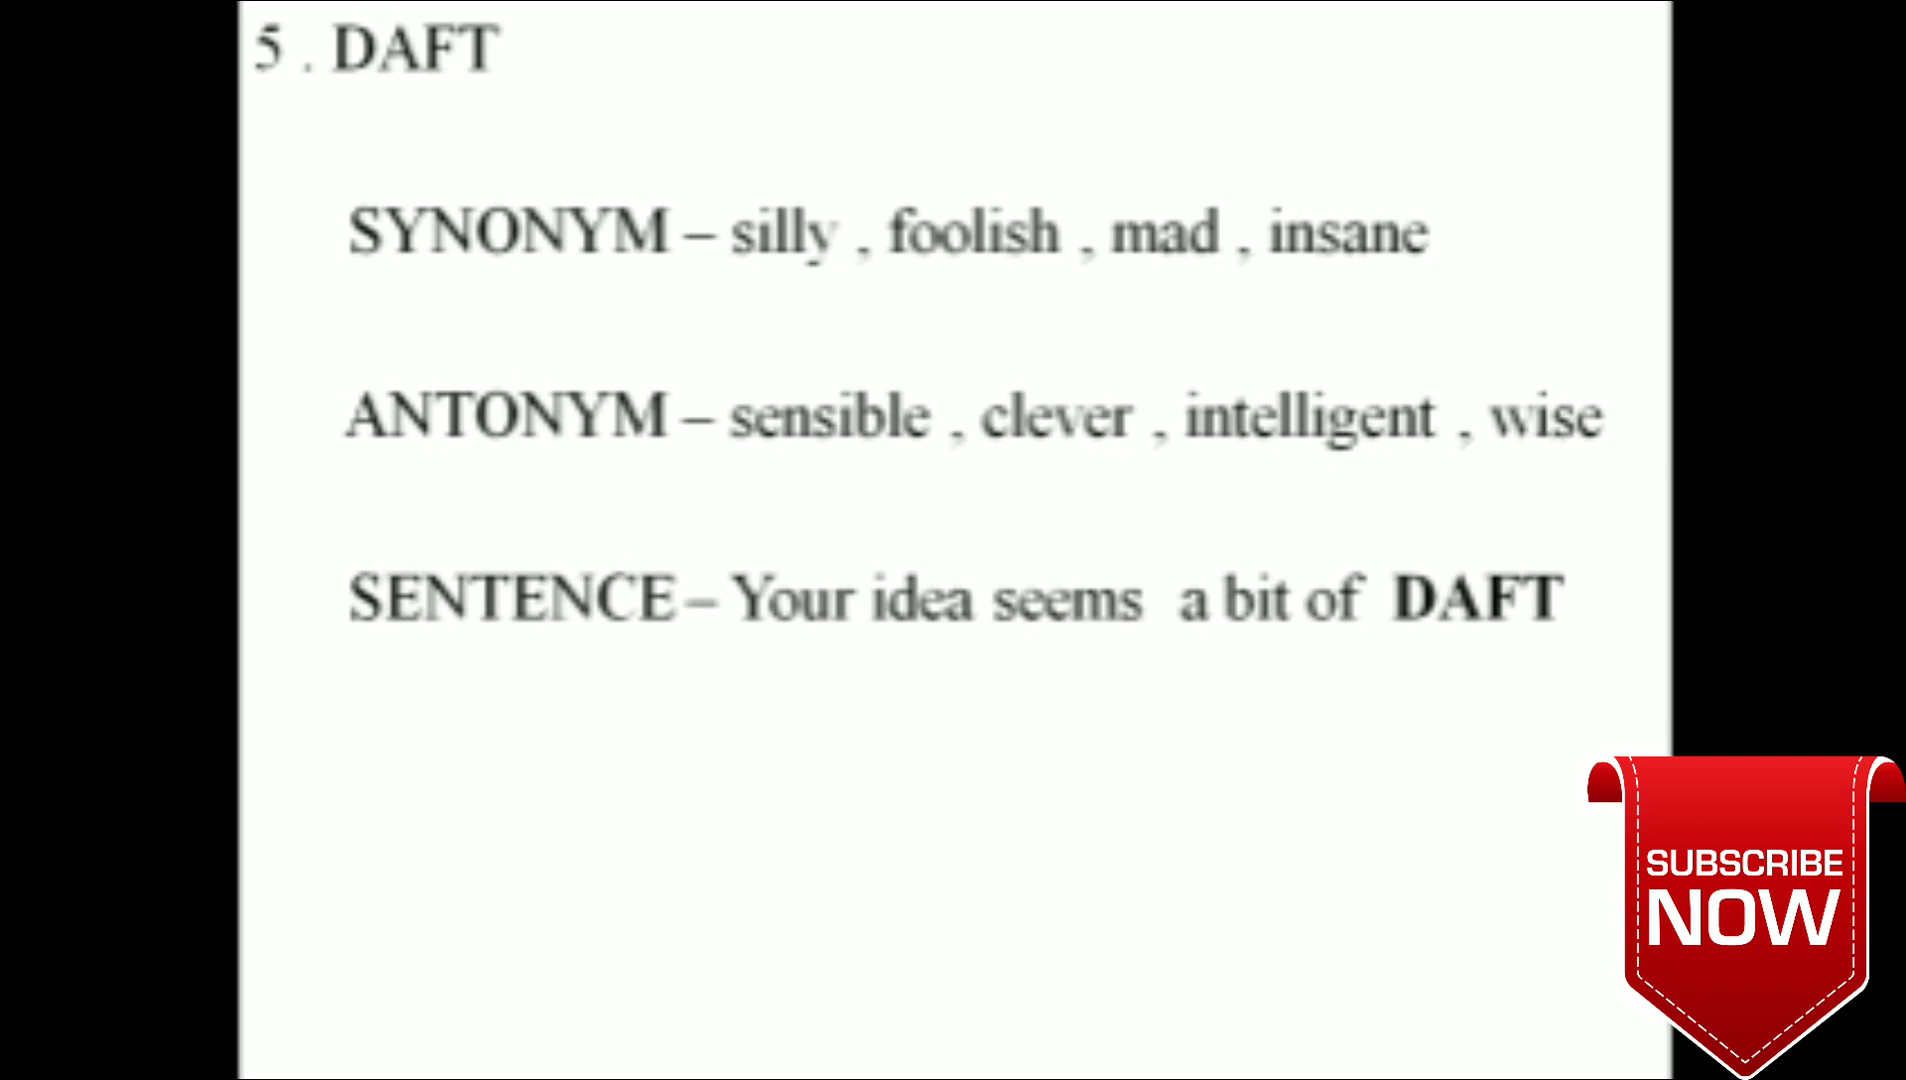 5 . DAFT
SYNONYM – silly , foolish , mad , insane
ANTONYM – sensible , clever , intelligent , wise
SENTENCE – Your idea seems a bit of DAFT
SUBSCRIBE
NOW